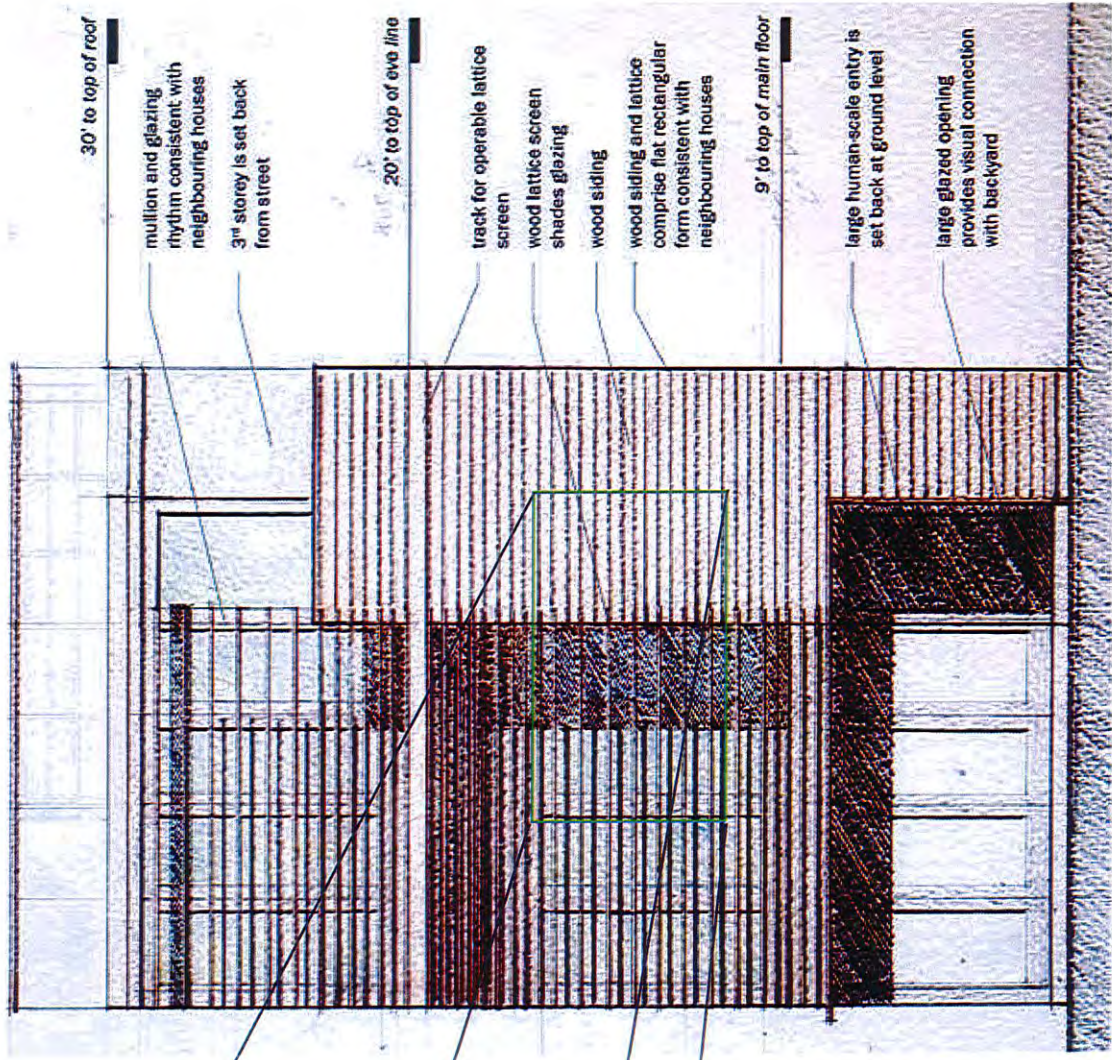 30' to top of roof
mullion and glazing
rhythm consistent with
neighbouring houses
3rd storey is set back
from street
20' to top of eve line
track for operable lattice
screen
wood lattice screen
shades glazing
wood siding
wood siding and lattice
comprise flat rectangular
form consistent with
neighbouring houses
9' to top of main floor
large human-scale entry is
set back at ground level
large glazed opening
provides visual connection
with backyard